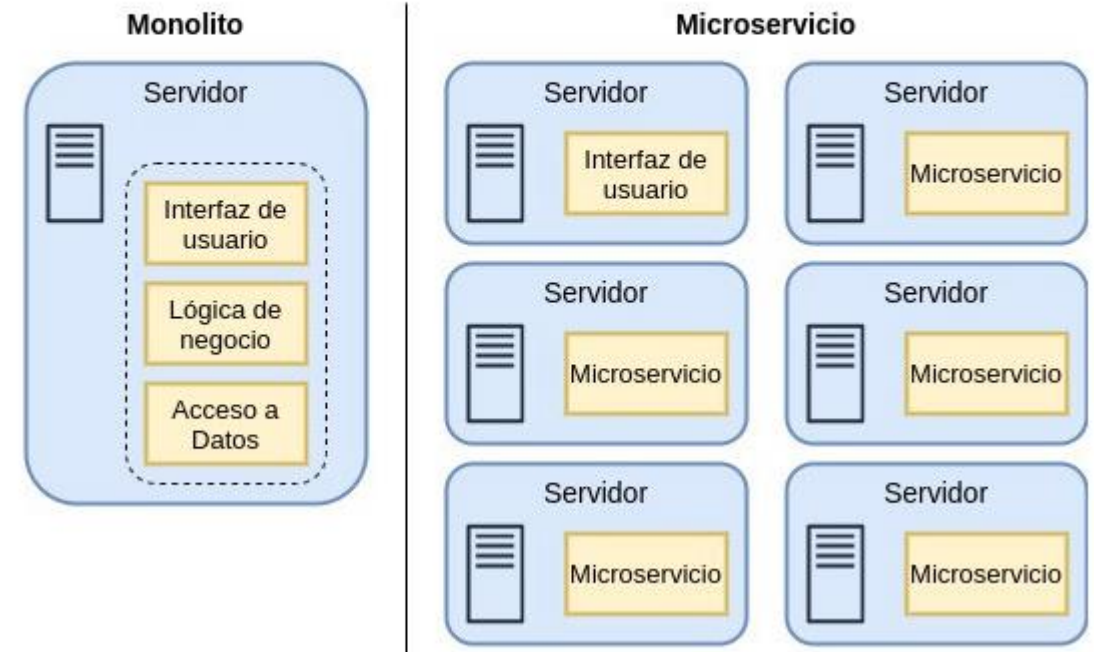 Monolito
Servidor
Interfaz de
usuario
Lógica de
negocio
Acceso a
Datos
Microservicio
Servidor
Interfaz de
usuario
Servidor
Microservicio
Servidor
Microservicio
Servidor
Microservicio
Servidor
Microservicio
Servidor
Microservicio